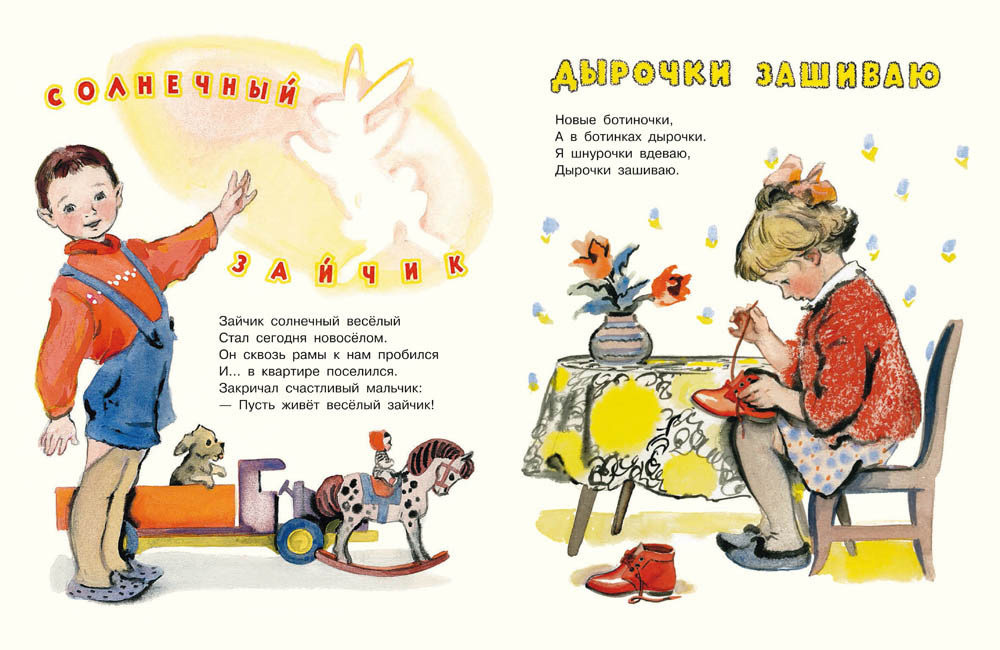 СОЛНЕЧНЫЙ
ЗАЙЧИК
Зайчик солнечный весёлый
Стал сегодня новосёлом.
Он сквозь рамы к нам пробился
И... в квартире поселился.
Закричал счастливый мальчик:
— Пусть живёт весёлый зайчик!
ДЫРОЧКИ ЗАШИВАЮ
Новые ботиночки,
А в ботинках дырочки.
Я шнурочки вдеваю,
Дырочки зашиваю.